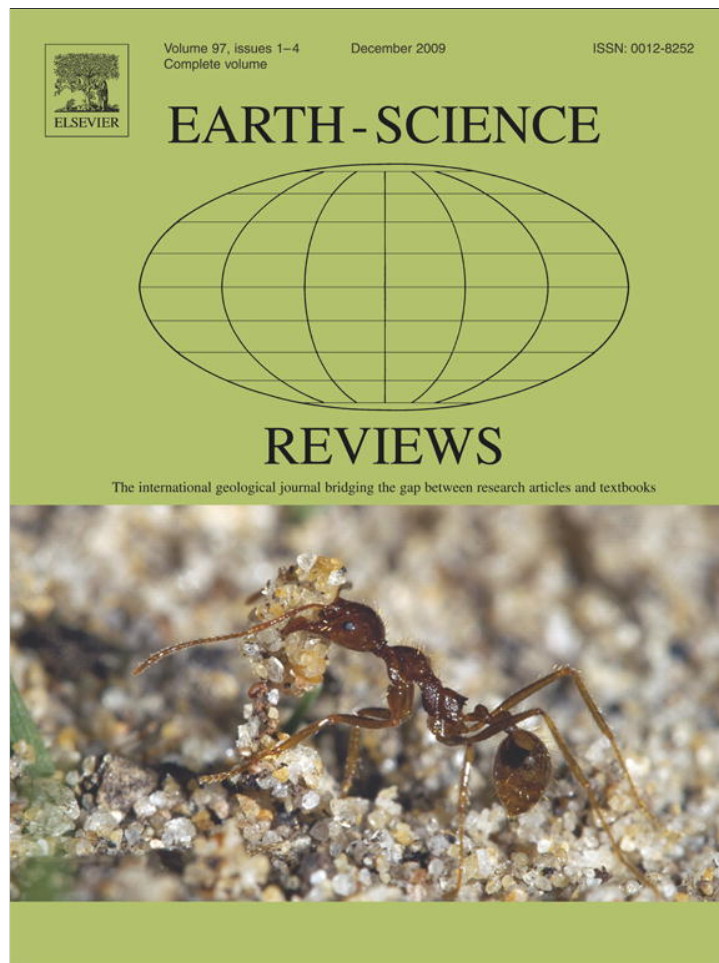 Volume 97, issues 1–4 December 2009 ISSN: 0012-8252
Complete volume
ELSEVIER
EARTH-SCIENCE
REVIEWS
The international geological journal bridging the gap between research articles and textbooks